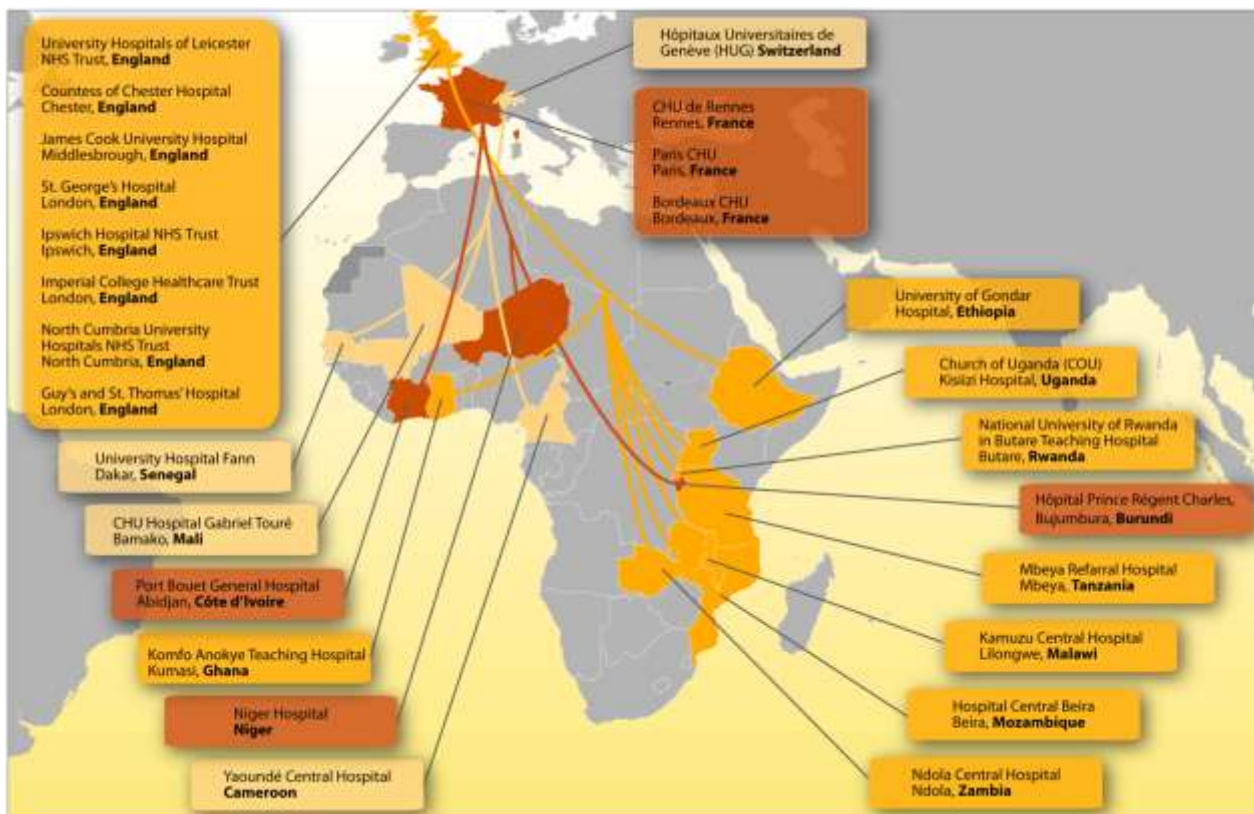 University Hospitals of Leicester
NHS Trust, England
Countess of Chester Hospital
Chester, England
James Cook University Hospital
Middlesbrough, England
St. George's Hospital
London, England
Ipswich Hospital NHS Trust
Ipswich, England
Imperial College Healthcare Trust
London, England
North Cumbria University
Hospitals NHS Trust
North Cumbria, England
Guy's and St. Thomas' Hospital
London, England
Hôpitaux Universitaires de
Genève (HUG) Switzerland
CHU de Rennes
Rennes, France
Paris CHU
Paris, France
Bordeaux CHU
Bordeaux, France
University Hospital Fann
Dakar, Senegal
CHU Hospital Gabriel Touré
Bamako, Mali
Port Bouet General Hospital
Abidjan, Côte d'Ivoire
Komfo Anokye Teaching Hospital
Kumasi, Ghana
Niger Hospital
Niger
Yaoundé Central Hospital
Cameroon
University of Gondar
Hospital, Ethiopia
Church of Uganda (COU)
Kisiizi Hospital, Uganda
National University of Rwanda
in Butare Teaching Hospital
Butare, Rwanda
Hôpital Prince Régent Charles,
Bujumbura, Burundi
Mbeya Refarral Hospital
Mbeya, Tanzania
Kamuzu Central Hospital
Lilongwe, Malawi
Hospital Central Beira
Beira, Mozambique
Ndola Central Hospital
Ndola, Zambia